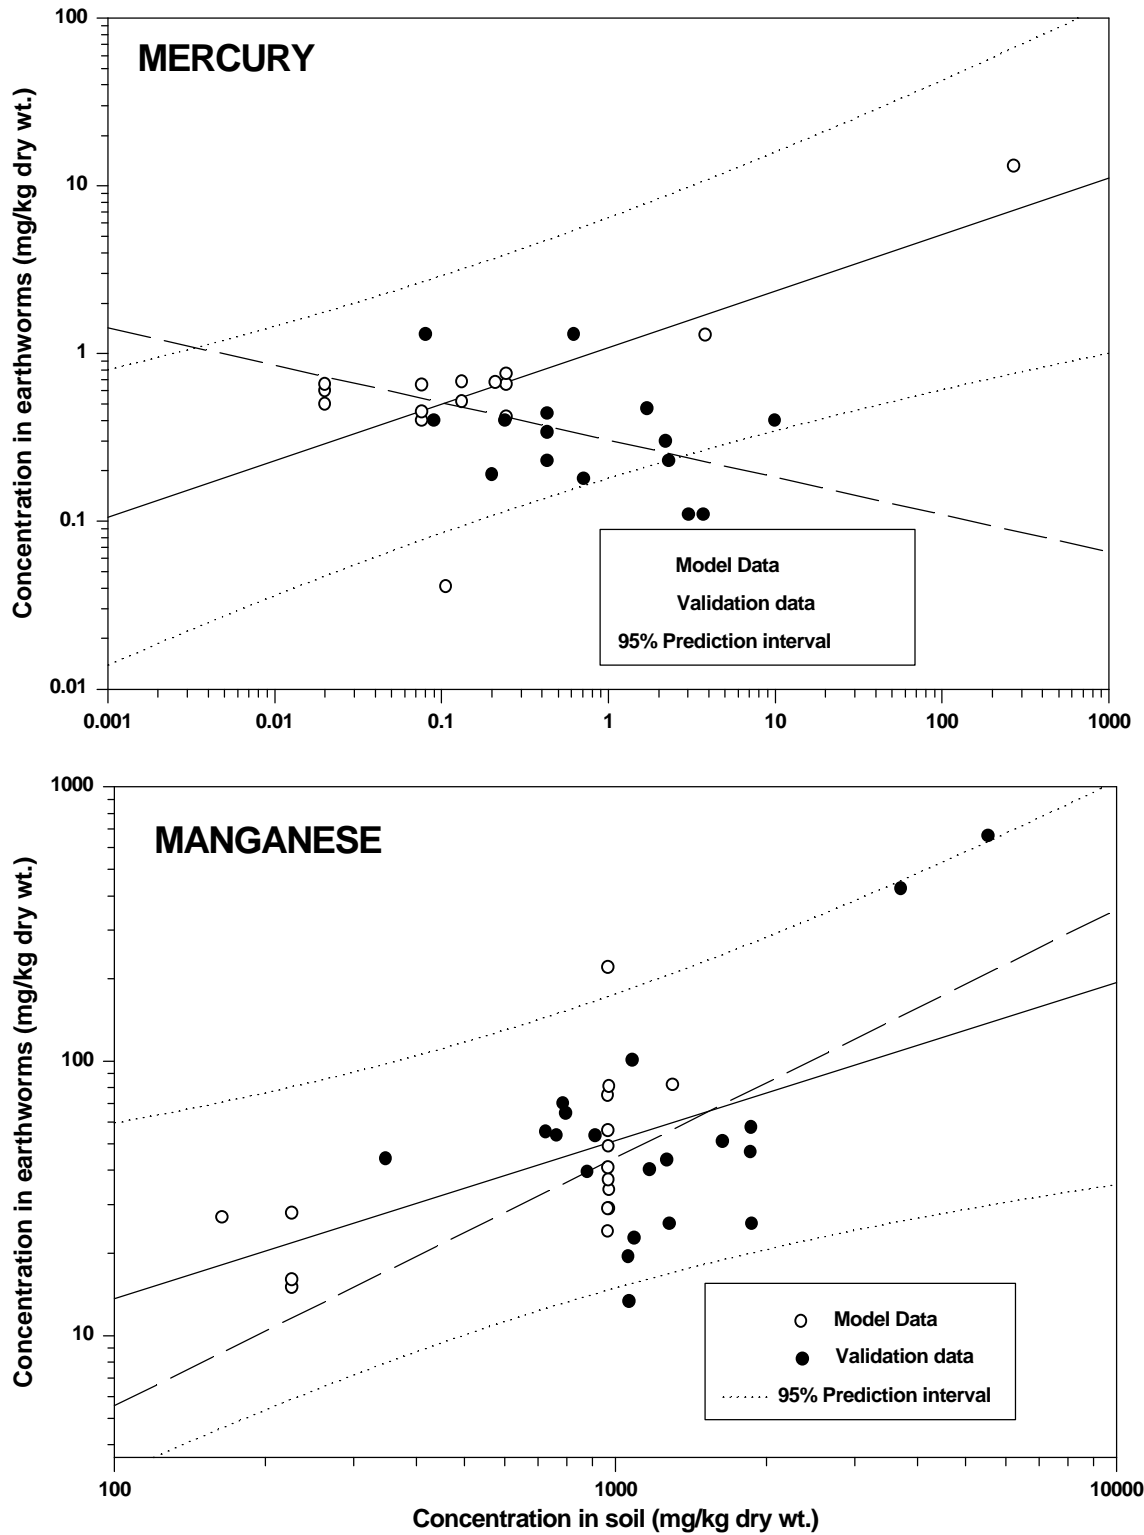 100
MERCURY
10
1
0.1
0.01
Concentration in earthworms (mg/kg dry wt.)
Model Data
Validation data
95% Prediction interval
0.001 0.01 0.1 1 10 100 1000
1000
MANGANESE
100
10
Concentration in earthworms (mg/kg dry wt.)
Model Data
Validation data
95% Prediction interval
100 1000 10000
Concentration in soil (mg/kg dry wt.)